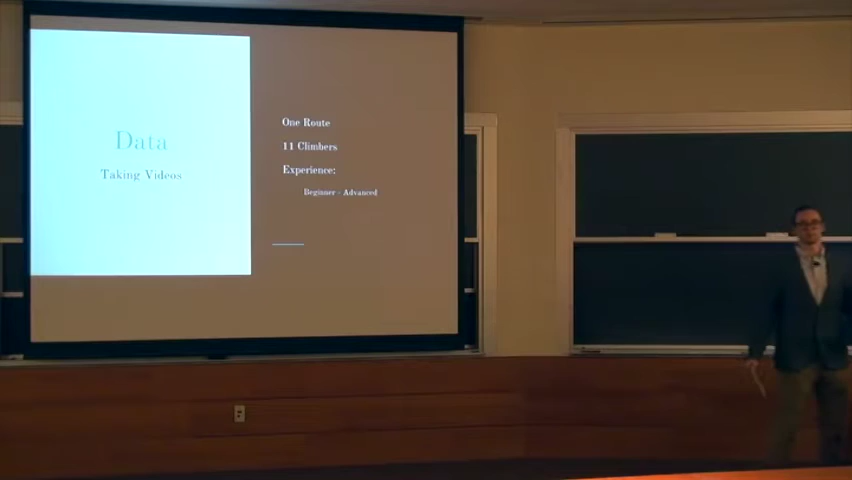 Data
Taking Videos
One Route
11 Climbers
Experience:
Beginner - Advanced